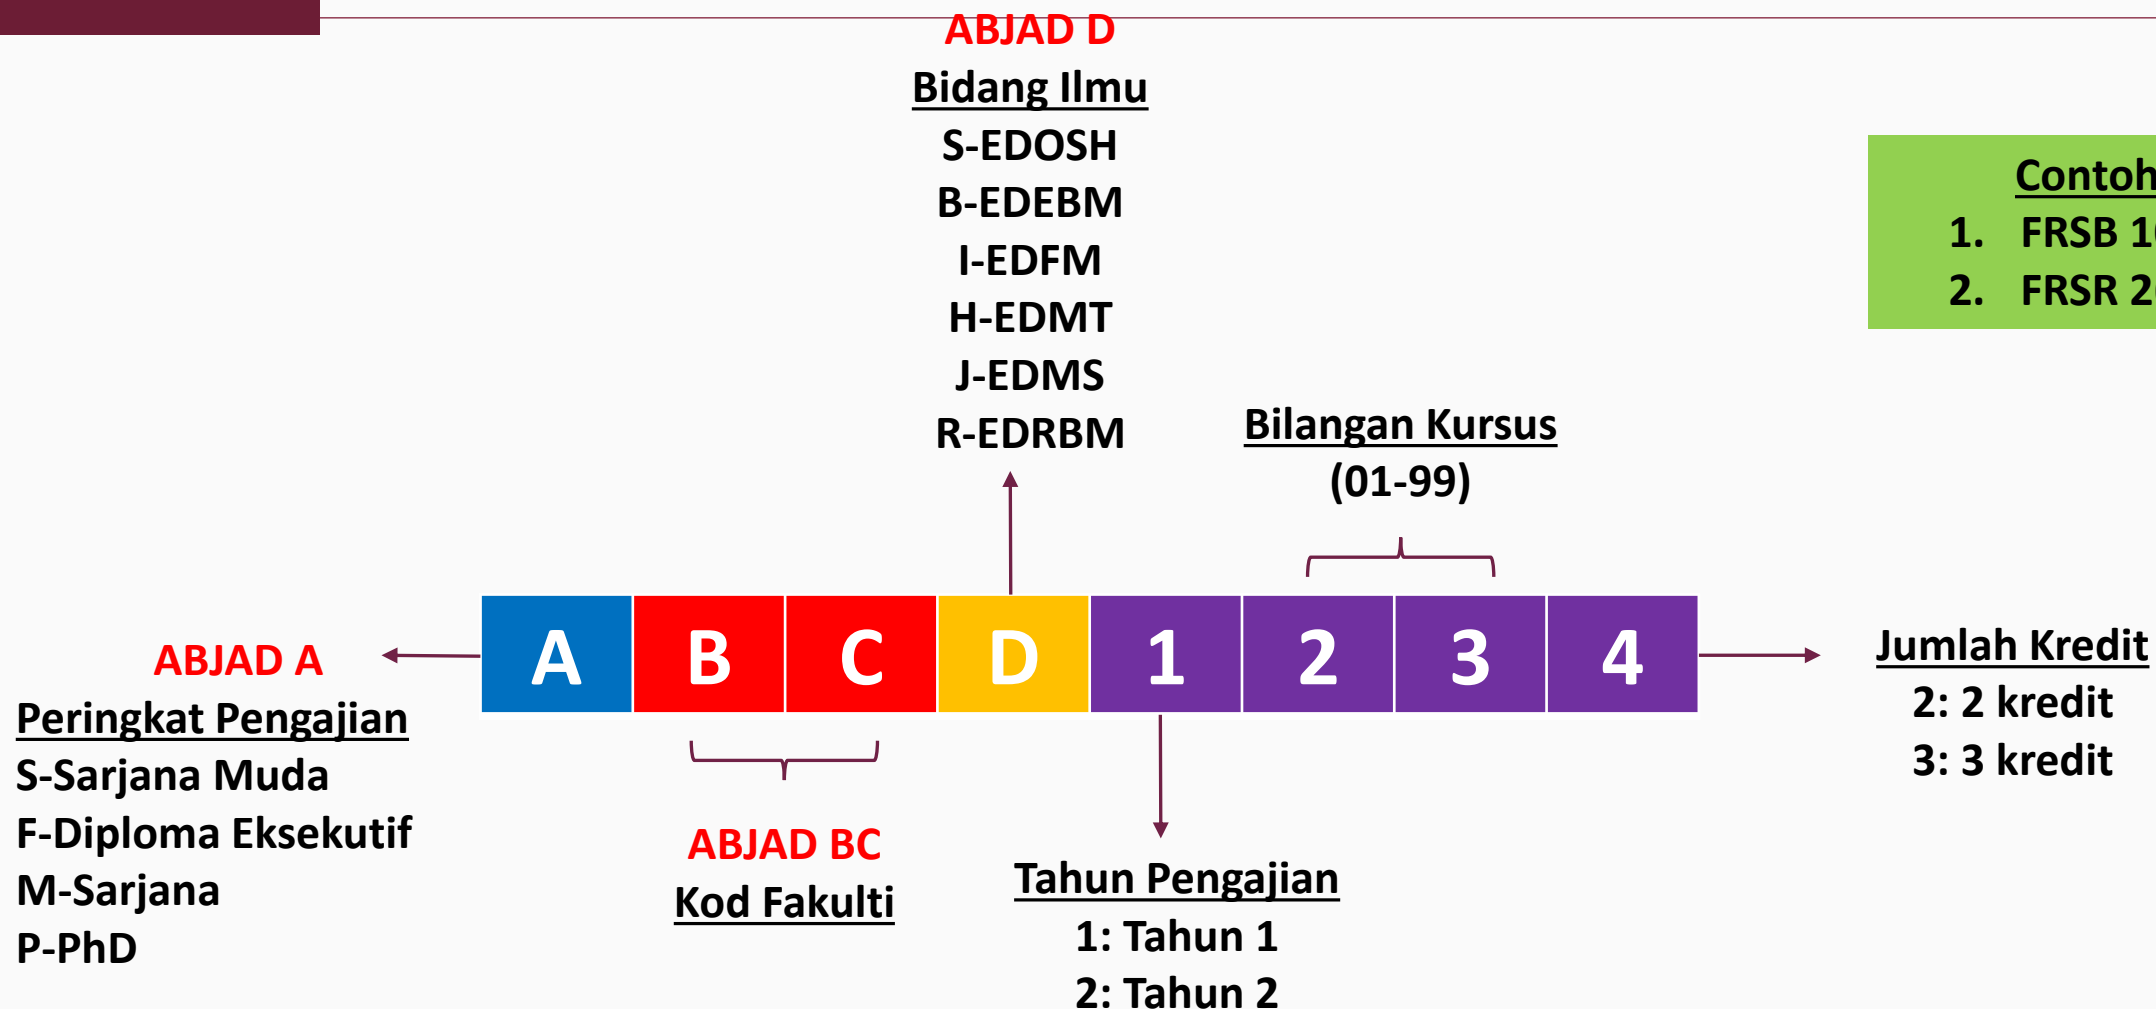 ABJAD D
Bidang Ilmu
S-EDOSH
B-EDEBM
I-EDFM
H-EDMT
J-EDMS
R-EDRBM
Contoh
1. FRSB
2. FRSR
Bilangan Kursus
(01-99)
A B C D 1 2 3 4
ABJAD A
Peringkat Pengajian
S-Sarjana Muda
F-Diploma Eksekutif
M-Sarjana
P-PhD
ABJAD BC
Kod Fakulti
Tahun Pengajian
1: Tahun 1
2: Tahun 2
Jumlah Kredit
2: 2 kredit
3: 3 kredit